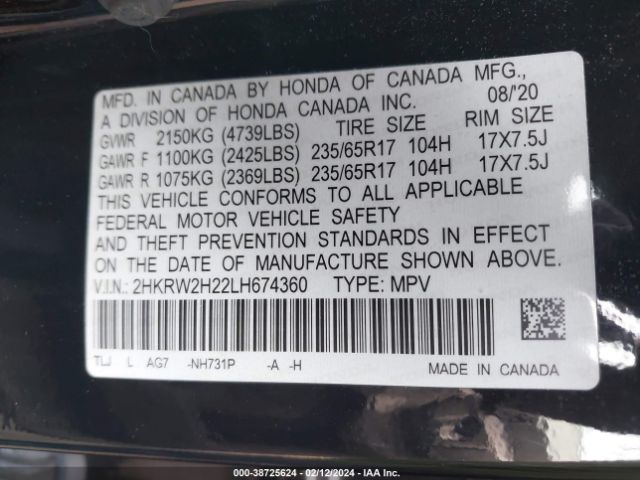 MFD. IN CANADA BY HONDA OF CANADA MFG.,
A DIVISION OF HONDA CANADA INC. 08/'20
GVWR 2150KG (4739LBS) TIRE SIZE RIM SIZE
GAWR F 1100KG (2425LBS) 235/65R17 104H 17X7.5J
GAWR R 1075KG (2369LBS) 235/65R17 104H 17X7.5J
THIS VEHICLE CONFORMS TO ALL APPLICABLE
FEDERAL MOTOR VEHICLE SAFETY
AND THEFT PREVENTION STANDARDS IN EFFECT
ON THE DATE OF MANUFACTURE SHOWN ABOVE.
V.I.N.: 2HKRW2H22LH674360 TYPE: MPV
TLJ L AG7 -NH731P -A -H MADE IN CANADA
000-38725624 - 02/12/2024 - IAA Inc.